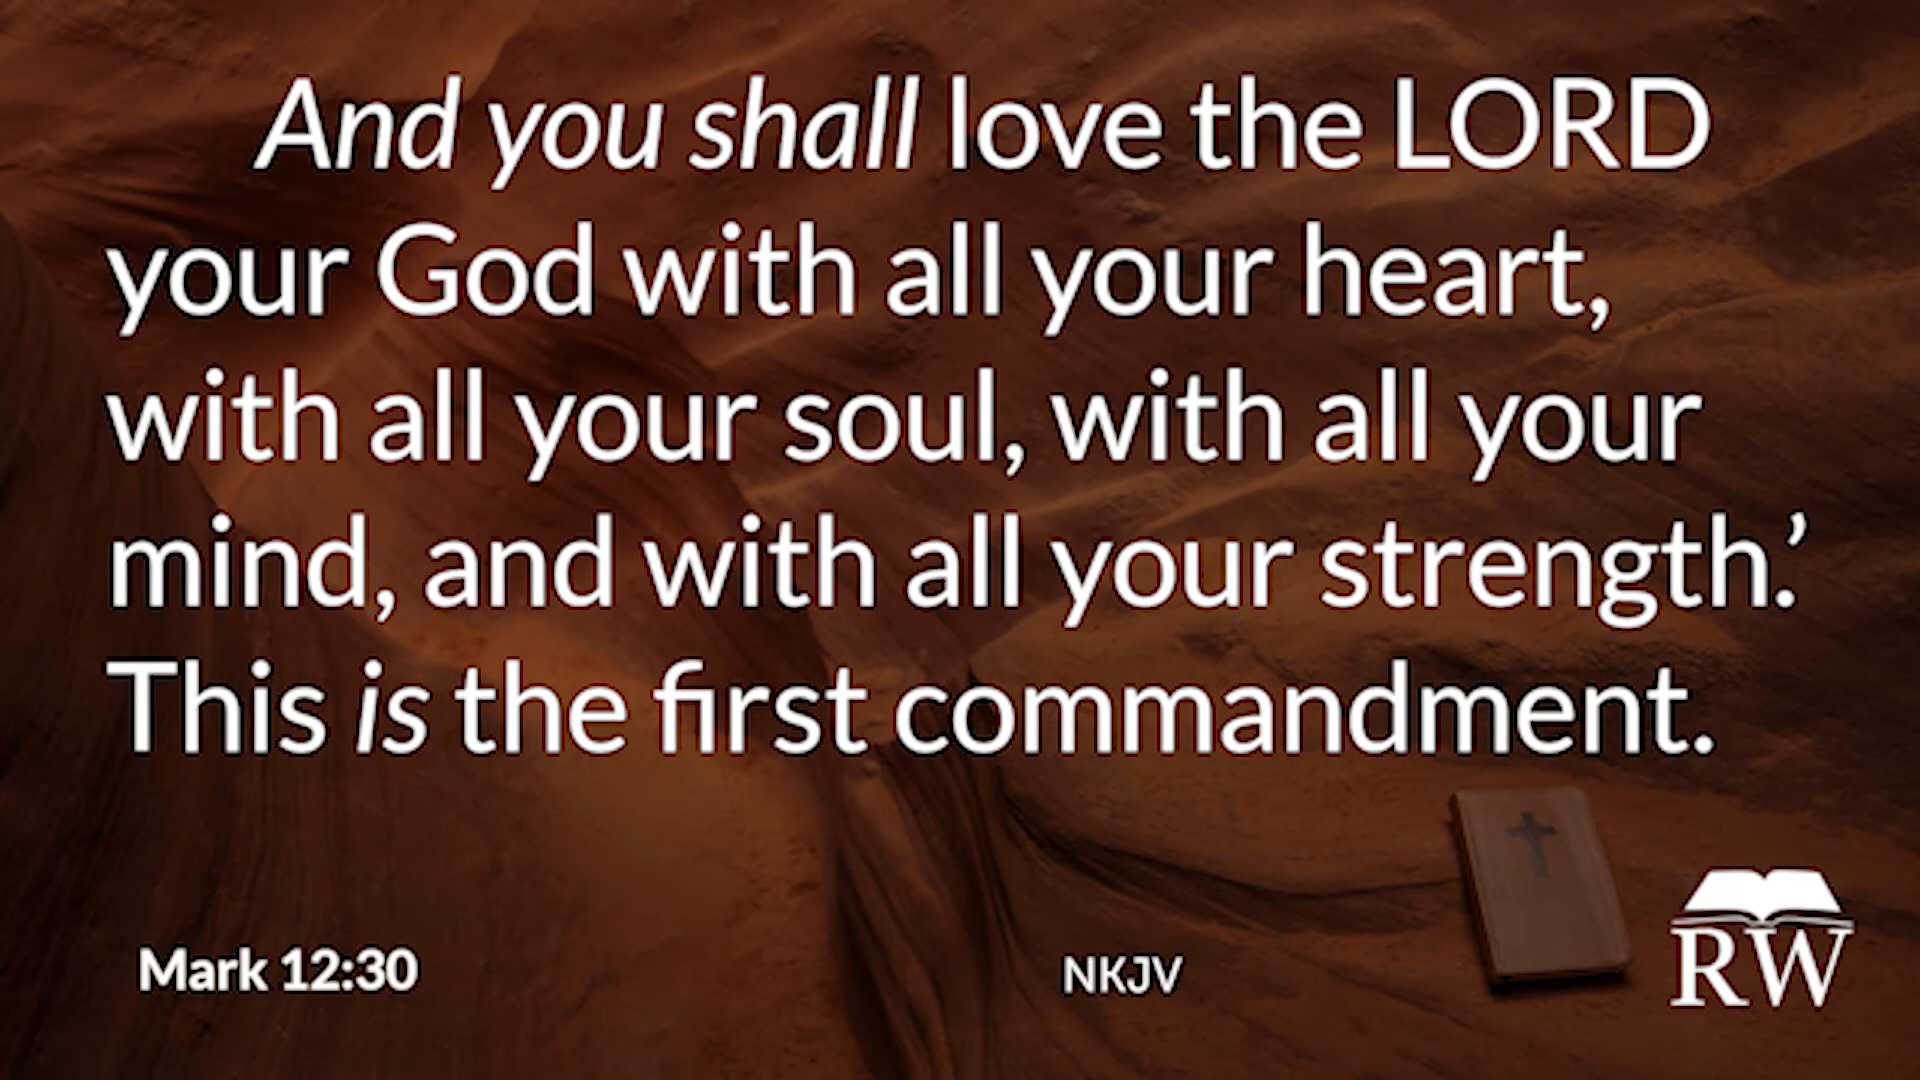 And you shall love the LORD
your God with all your heart,
with all your soul, with all your
mind, and with all your strength.’
This is the first commandment.
Mark 12:30
NKJV
RW